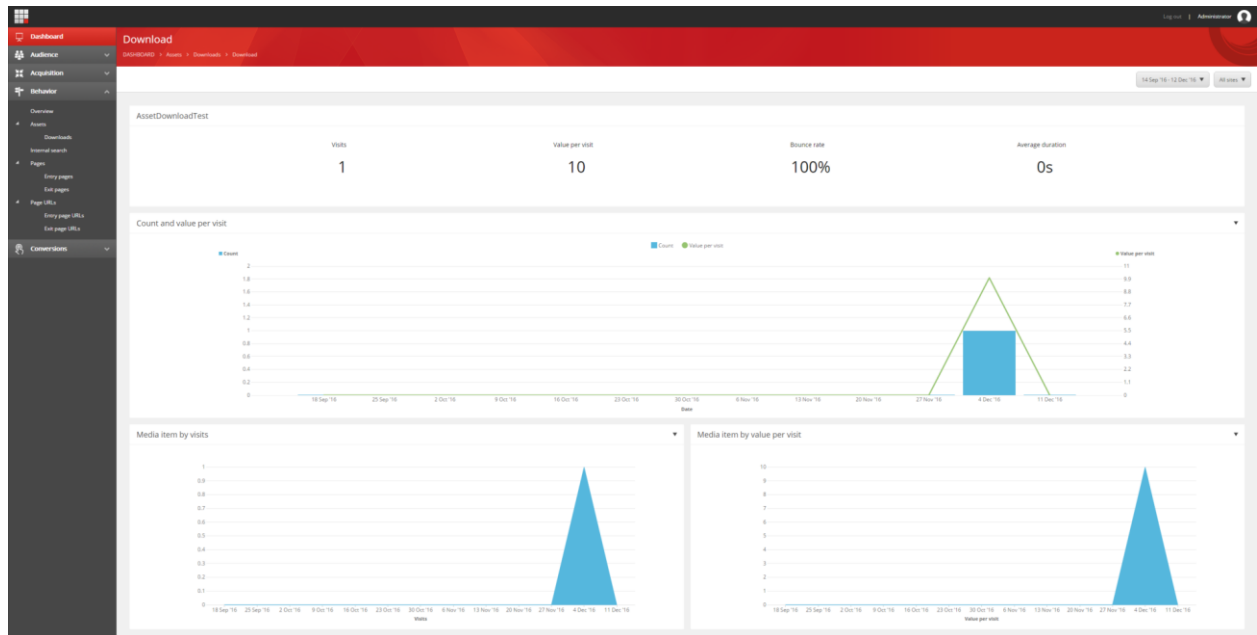 Log out | Administrator
Dashboard
Audience
Acquisition
Behavior
Overview
Assets
Downloads
Internal search
Pages
Entry pages
Exit pages
Page URLs
Entry page URLs
Exit page URLs
Conversions
Download
DASHBOARD > Assets > Downloads > Download
14 Sep '16 - 12 Dec '16 ▼ All sites ▼
AssetDownloadTest
Visits Value per visit Bounce rate Average duration
1 10 100% 0s
Count and value per visit
Count Value per visit
Count Value per visit
2 11
1.8 9.9
1.6 8.8
1.4 7.7
1.2 6.6
1 5.5
0.8 4.4
0.6 3.3
0.4 2.2
0.2 1.1
0 0
18 Sep '16 25 Sep '16 2 Oct '16 9 Oct '16 16 Oct '16 23 Oct '16 30 Oct '16 6 Nov '16 13 Nov '16 20 Nov '16 27 Nov '16 4 Dec '16 11 Dec '16
Date
Media item by visits
1
0.9
0.8
0.7
0.6
0.5
0.4
0.3
0.2
0.1
0
18 Sep '16 25 Sep '16 2 Oct '16 9 Oct '16 16 Oct '16 23 Oct '16 30 Oct '16 6 Nov '16 13 Nov '16 20 Nov '16 27 Nov '16 4 Dec '16 11 Dec '16
Visits
Media item by value per visit
10
9
8
7
6
5
4
3
2
1
0
18 Sep '16 25 Sep '16 2 Oct '16 9 Oct '16 16 Oct '16 23 Oct '16 30 Oct '16 6 Nov '16 13 Nov '16 20 Nov '16 27 Nov '16 4 Dec '16 11 Dec '16
Value per visit